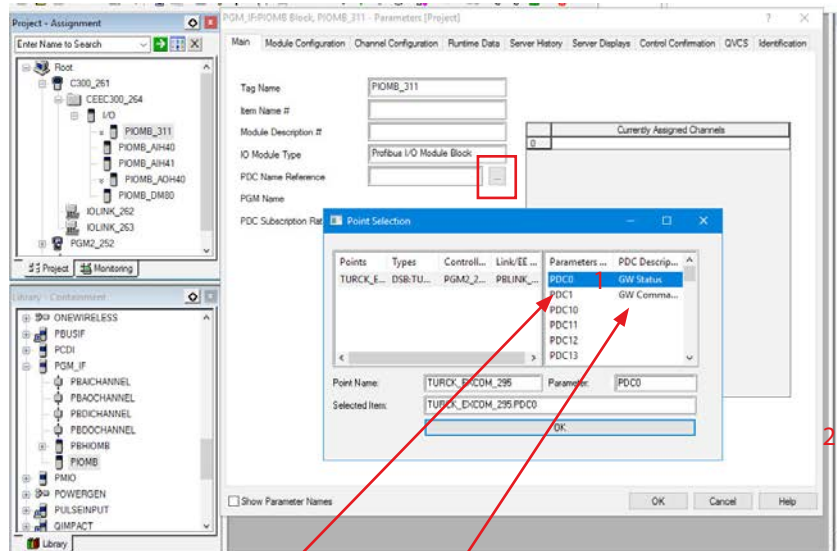 PGM_IF:PIOMB Block, PIOMB_311 - Parameters [Project]
Project - Assignment
Enter Name to Search
Root
C300_261
CEEC300_264
I/O
PIOMB_311
PIOMB_AIH40
PIOMB_AIH41
PIOMB_AOH40
PIOMB_DM80
IOLINK_262
IOLINK_263
PGM2_252
Project
Monitoring
Library - Containment
ONEWIRELESS
PBUSIF
PCDI
PGM_IF
PBAICHANNEL
PBAOCHANNEL
PBDICHANNEL
PBDOCHANNEL
PBHIOMB
PIOMB
PMIO
POWERGEN
PULSEINPUT
QIMPACT
Library
Main Module Configuration Channel Configuration Runtime Data Server History Server Displays Control Confirmation QVCS Identification
Tag Name PIOMB_311
Item Name #
Module Description #
IO Module Type Profibus I/O Module Block
PDC Name Reference ...
PGM Name
PDC Subscription Rat
Currently Assigned Channels
0
Point Selection
Points Types Controll... Link/EE ...
TURCK_E... DSB:TU... PGM2_2... PBLINK_...
Parameters ... PDC Descrip...
PDC0 GW Status
1
PDC1 GW Comma...
PDC10
PDC11
PDC12
PDC13
Point Name: TURCK_EXCOM_295 Parameter: PDC0
Selected Item: TURCK_EXCOM_295.PDC0
OK
2
Show Parameter Names
OK Cancel Help